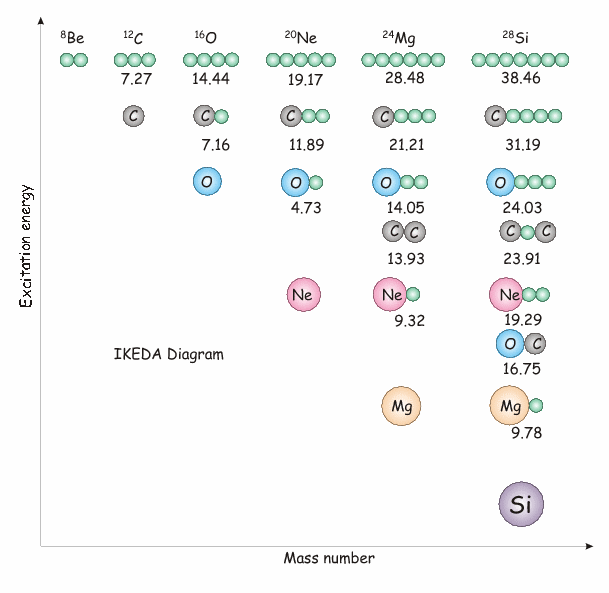 ⁸Be ¹²C ¹⁶O ²⁰Ne ²⁴Mg ²⁸Si
7.27 14.44 19.17 28.48 38.46
C C C C C
7.16 11.89 21.21 31.19
O O O O
4.73 14.05 24.03
C C C C
13.93 23.91
Excitation energy
Ne Ne Ne
9.32 19.29
O C
IKEDA Diagram
16.75
Mg Mg
9.78
Si
Mass number